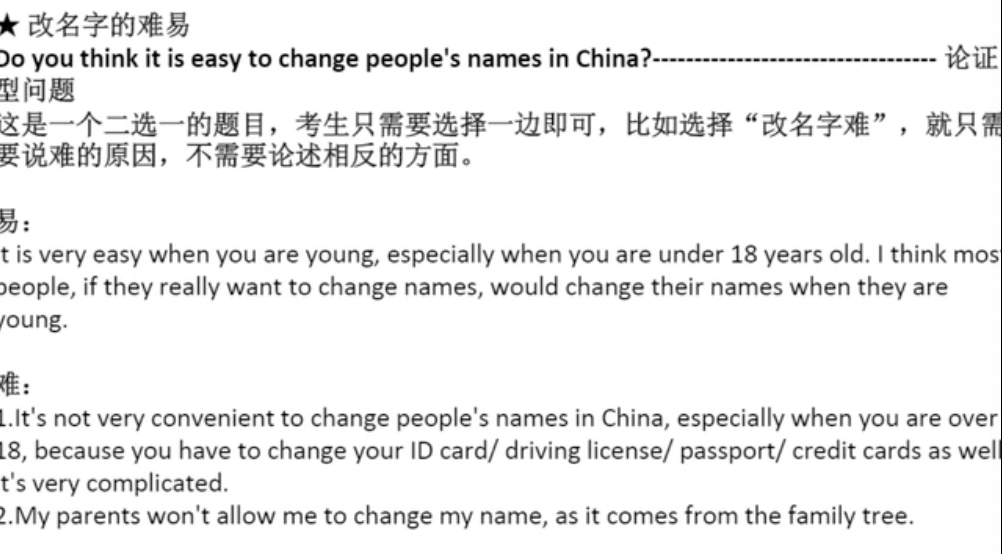 ★ 改名字的难易
Do you think it is easy to change people's names in China?---------------------------------- 论证
型问题
这是一个二选一的题目，考生只需要选择一边即可，比如选择“改名字难”，就只需
要说难的原因，不需要论述相反的方面。
易：
t is very easy when you are young, especially when you are under 18 years old. I think mos
people, if they really want to change names, would change their names when they are
young.
难：
1.It's not very convenient to change people's names in China, especially when you are over
18, because you have to change your ID card/ driving license/ passport/ credit cards as well
t's very complicated.
2.My parents won't allow me to change my name, as it comes from the family tree.